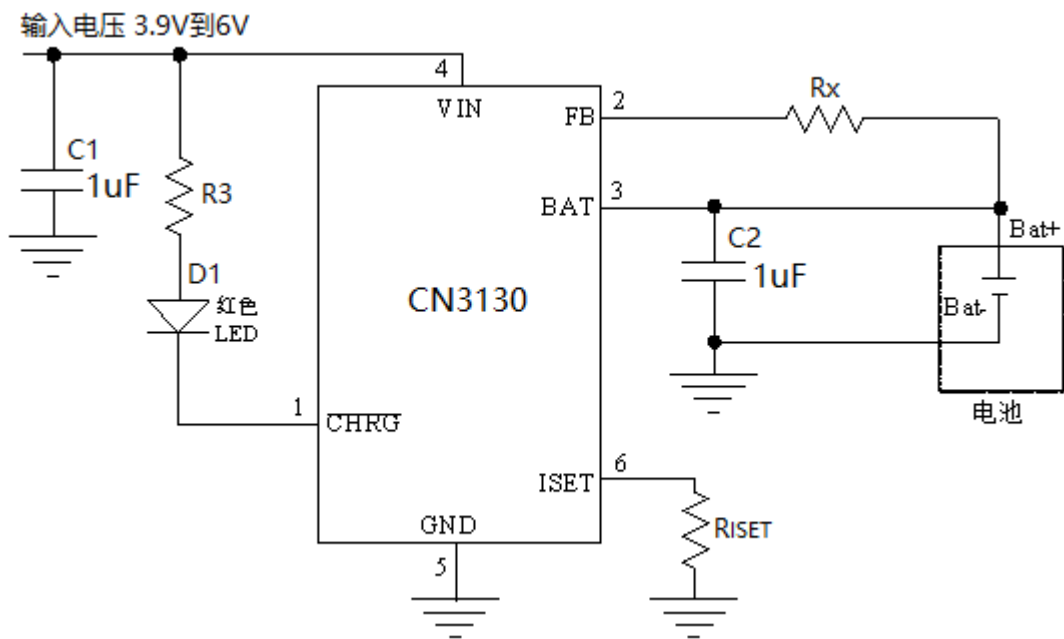 输入电压 3.9V到6V
4
VIN
C1
1uF
R3
D1
红色
LED
1
CHRG
CN3130
FB
2
Rx
BAT
3
C2
1uF
Bat+
Bat-
电池
ISET
6
RISET
GND
5